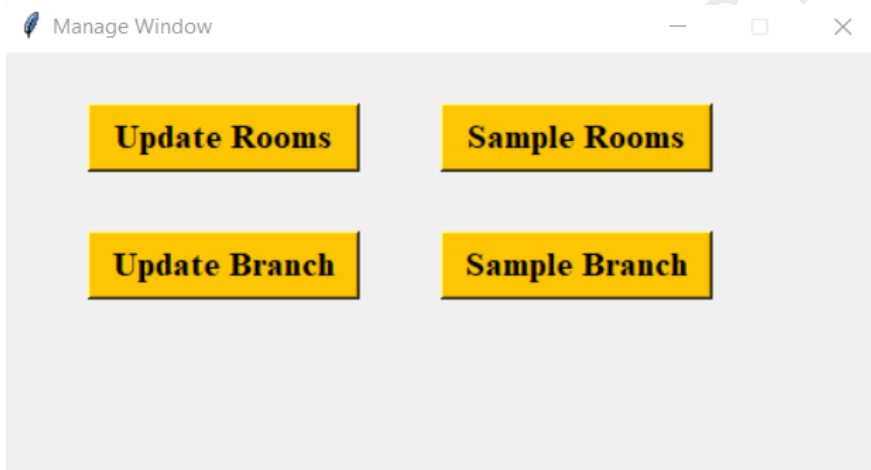 Manage Window
Update Rooms
Sample Rooms
Update Branch
Sample Branch